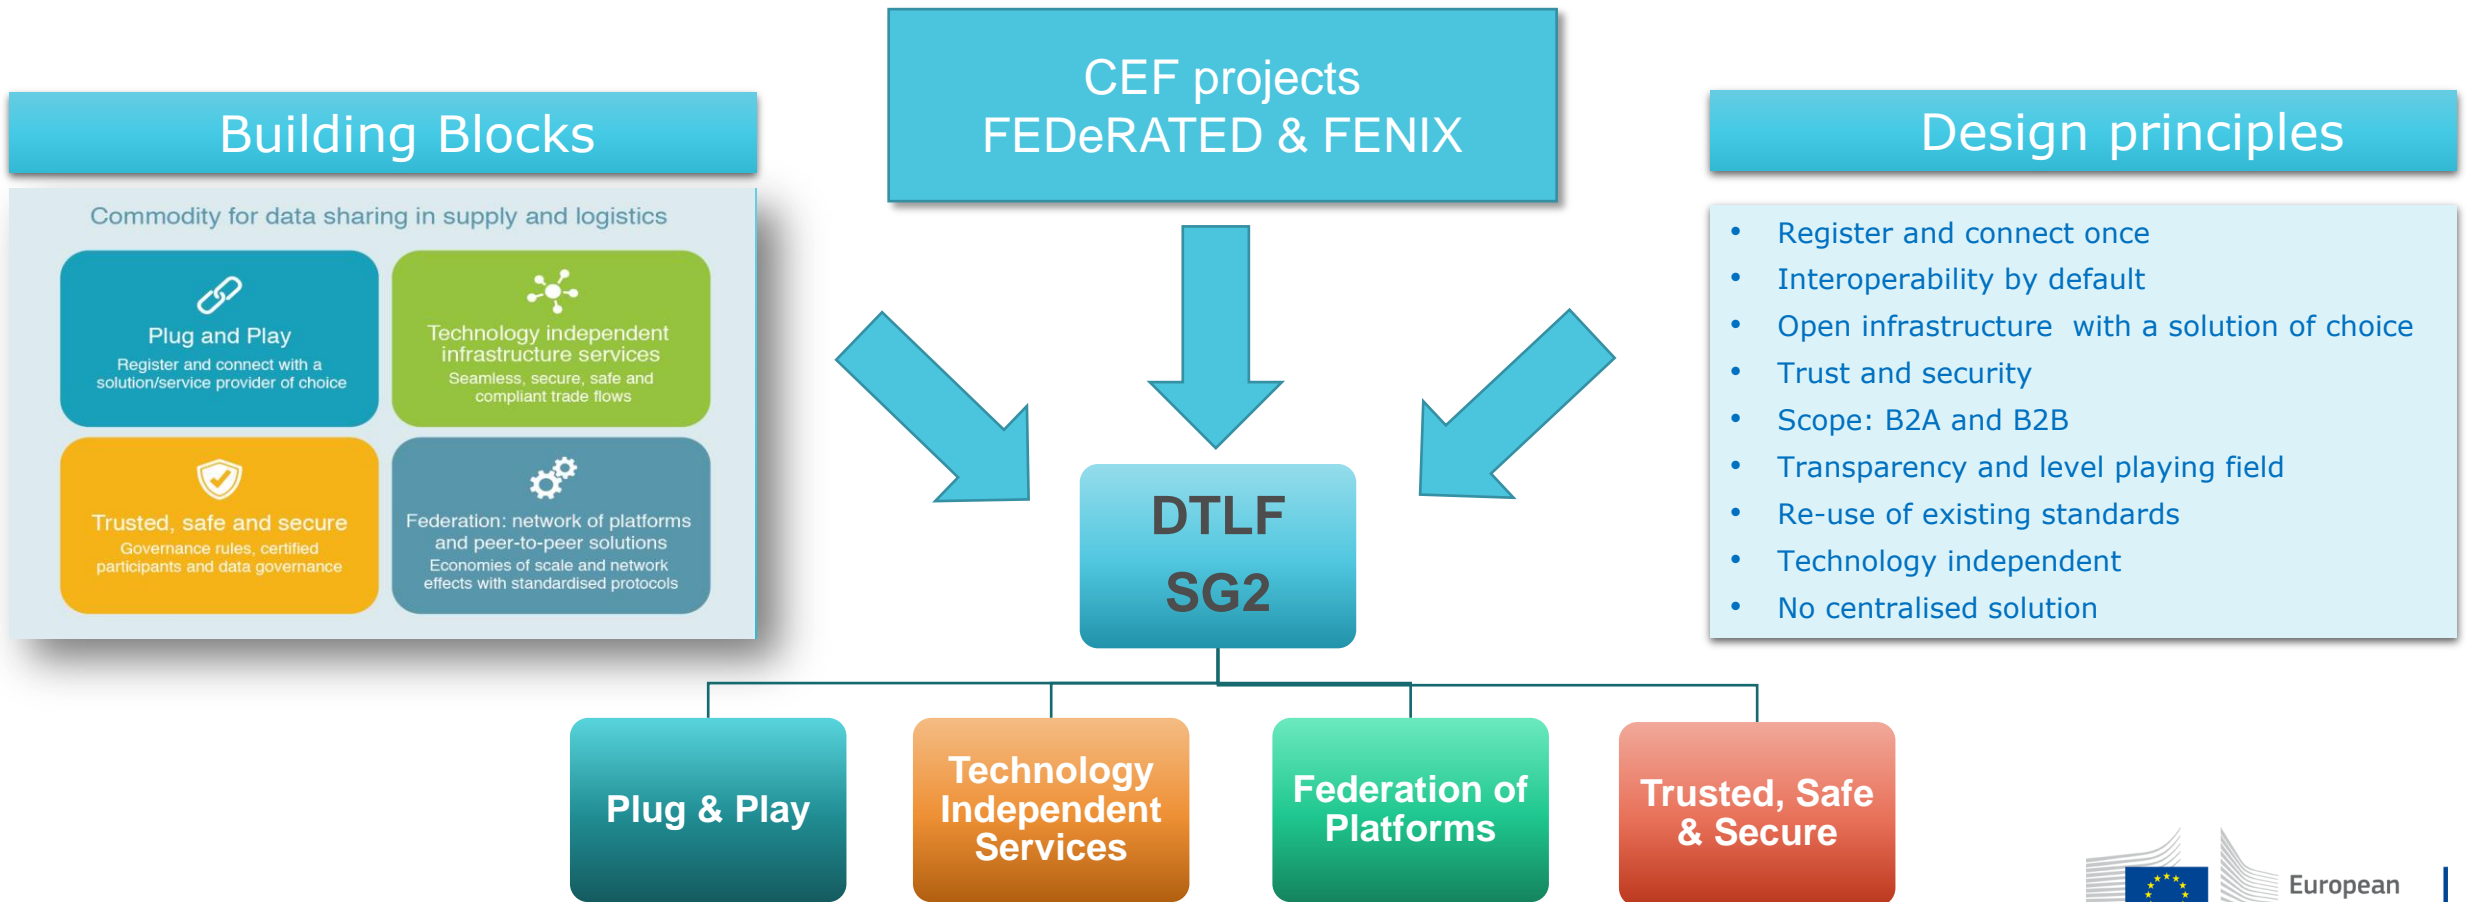 CEF projects
FEDeRATED & FENIX
Building Blocks
Commodity for data sharing in supply and logistics
Plug and Play
Register and connect with a
solution/service provider of choice
Technology independent
infrastructure services
Seamless, secure, safe and
compliant trade flows
Trusted, safe and secure
Governance rules, certified
participants and data governance
Federation: network of platforms
and peer-to-peer solutions
Economies of scale and network
effects with standardised protocols
Design principles
• Register and connect once
• Interoperability by default
• Open infrastructure  with a solution of choice
• Trust and security
• Scope: B2A and B2B
• Transparency and level playing field
• Re-use of existing standards
• Technology independent
• No centralised solution
DTLF
SG2
Plug & Play
Technology
Independent
Services
Federation of
Platforms
Trusted, Safe
& Secure
European